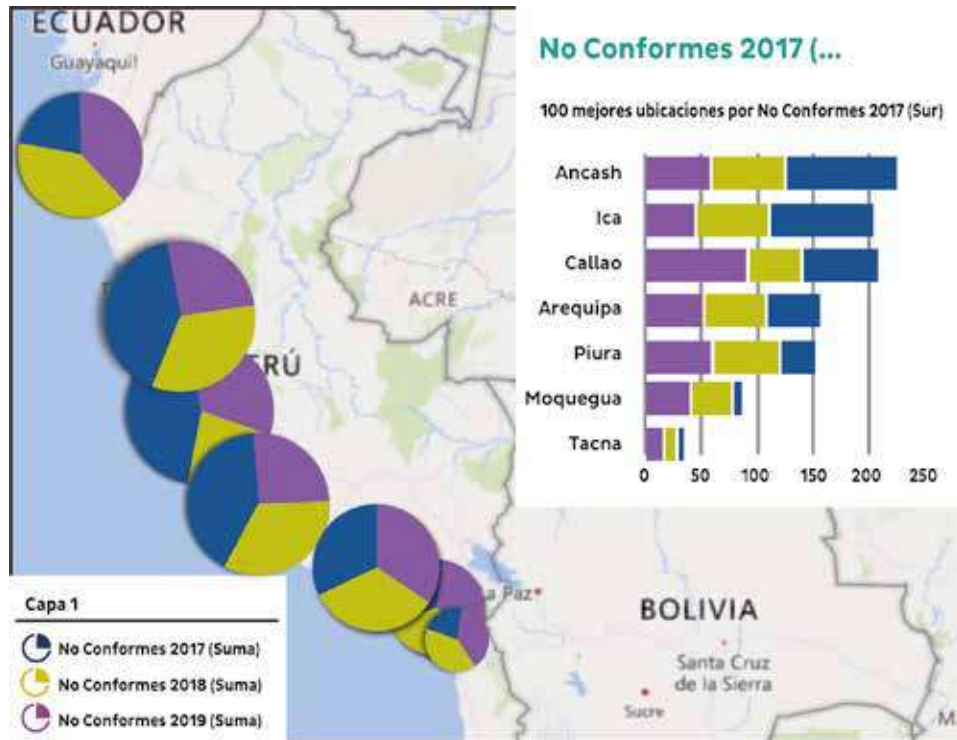 ECUADOR
Guayaquil
ACRE
RÚ
a Paz
BOLIVIA
Santa Cruz
de la Sierra
Sucre
No Conformes 2017 (...
100 mejores ubicaciones por No Conformes 2017 (Sur)
Ancash
Ica
Callao
Arequipa
Piura
Moquegua
Tacna
0 50 100 150 200 250
Capa 1
No Conformes 2017 (Suma)
No Conformes 2018 (Suma)
No Conformes 2019 (Suma)